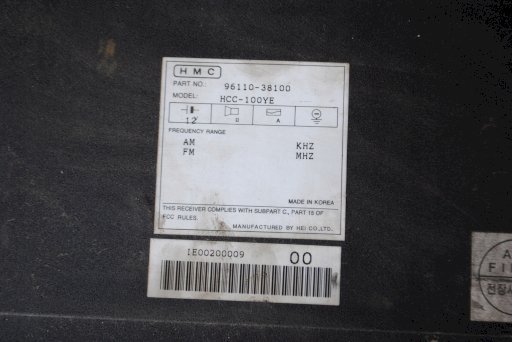 HMC
PART NO.: 96110-38100
MODEL: HCC-100YE
12 B A
FREQUENCY RANGE
AM KHZ
FM MHZ
MADE IN KOREA
THIS RECEIVER COMPLIES WITH SUBPART C., PART 15 OF
FCC RULES.
MANUFACTURED BY HEI CO.,LTD.
IE00200009 00